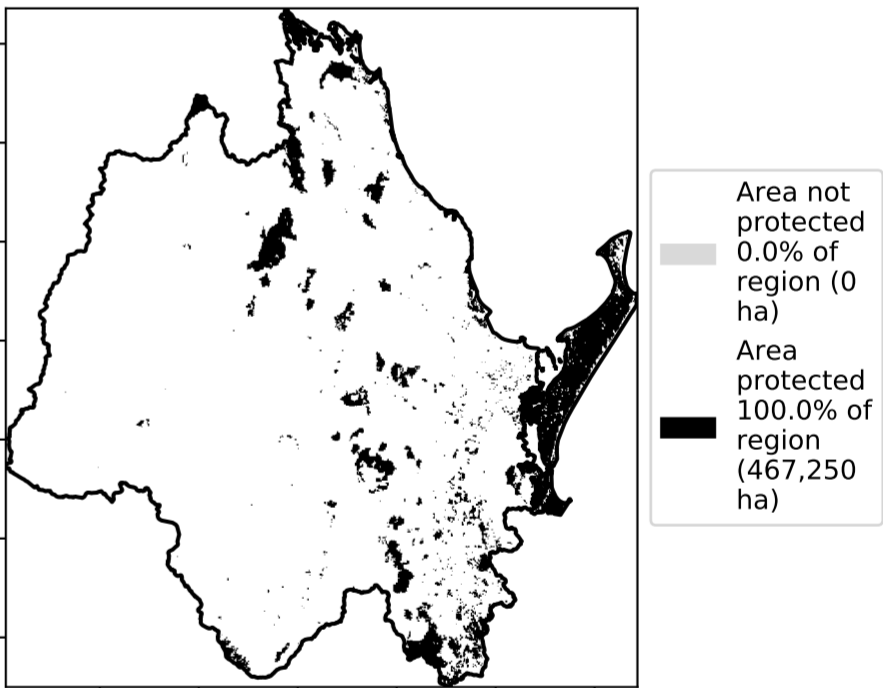 Area not
protected
0.0% of
region (0
ha)
Area
protected
100.0% of
region
(467,250
ha)